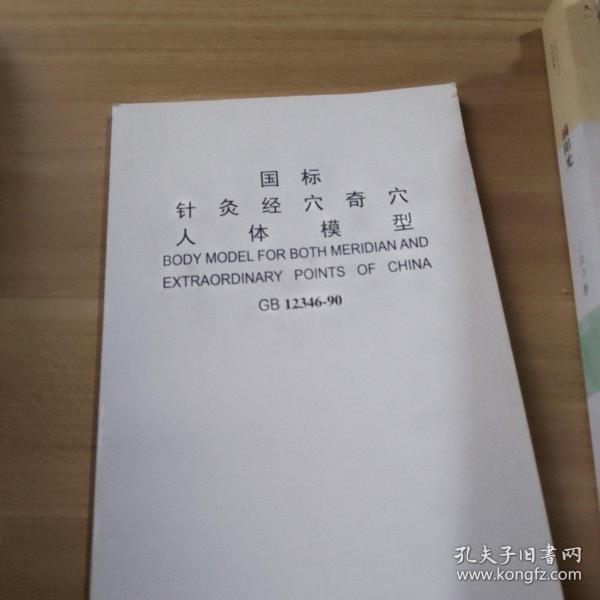 国标
针灸经穴奇穴
人体模型
BODY MODEL FOR BOTH MERIDIAN AND
EXTRAORDINARY POINTS OF CHINA
GB 12346-90
孔夫子旧书网
www.kongfz.com